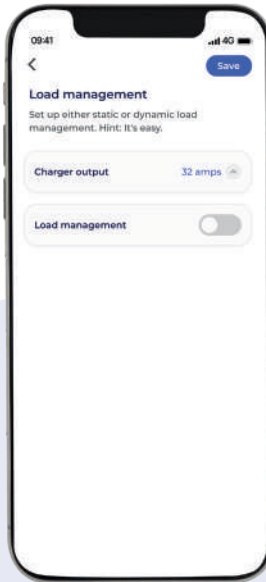 09:41 4G
Save
Load management
Set up either static or dynamic load
management. Hint: It's easy.
Charger output 32 amps
Load management